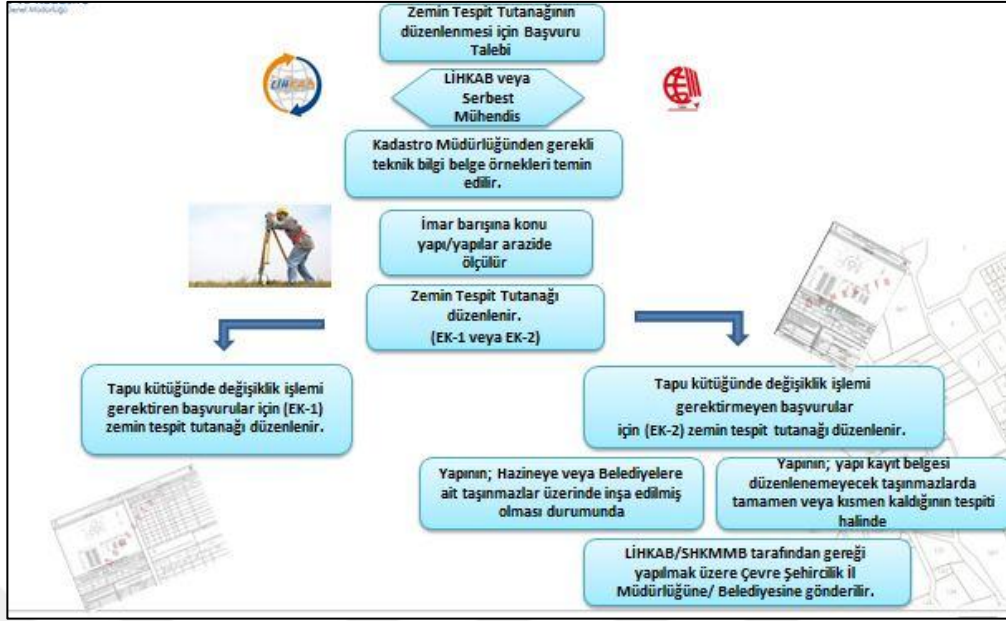 Genel Müdürlüğü
Zemin Tespit Tutanağının
düzenlenmesi için Başvuru
Talebi
LİHKAB
LİHKAB veya
Serbest
Mühendis
Kadastro Müdürlüğünden gerekli
teknik bilgi belge örnekleri temin
edilir.
İmar barışına konu
yapı/yapılar arazide
ölçülür
Zemin Tespit Tutanağı
düzenlenir.
(EK-1 veya EK-2)
Tapu kütüğünde değişiklik işlemi
gerektiren başvurular için (EK-1)
zemin tespit tutanağı düzenlenir.
Tapu kütüğünde değişiklik işlemi
gerektirmeyen başvurular
için (EK-2) zemin tespit tutanağı düzenlenir.
Yapının; Hazineye veya Belediyelere
ait taşınmazlar üzerinde inşa edilmiş
olması durumunda
Yapının; yapı kayıt belgesi
düzenlenemeyecek taşınmazlarda
tamamen veya kısmen kaldığının tespiti
halinde
LİHKAB/SHKMMB tarafından gereği
yapılmak üzere Çevre Şehircilik İl
Müdürlüğüne/ Belediyesine gönderilir.